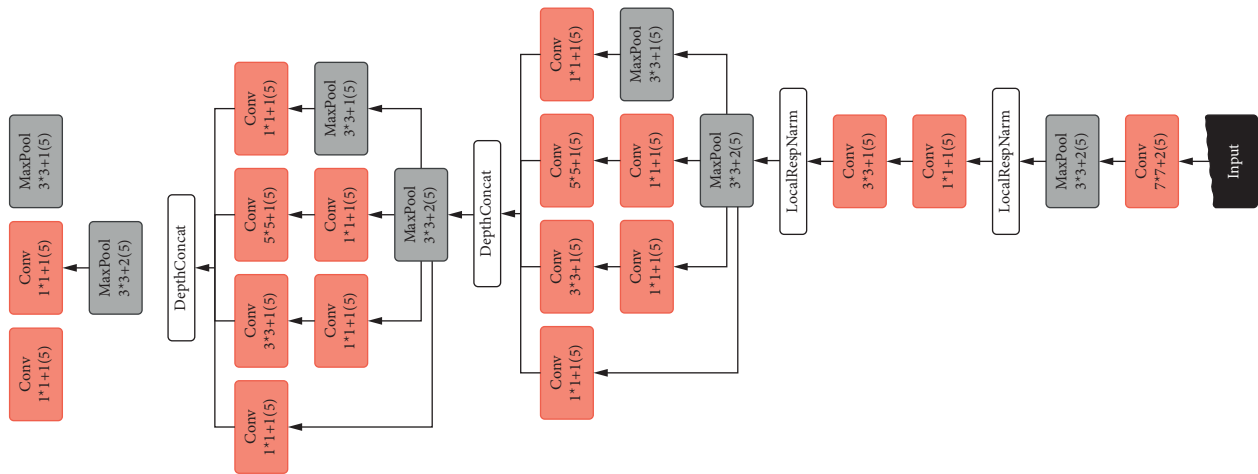 Conv
1*1+1(5)
Conv
1*1+1(5)
MaxPool
3*3+1(5)
MaxPool
3*3+2(5)
DepthConcat
Conv
1*1+1(5)
Conv
3*3+1(5)
Conv
5*5+1(5)
Conv
1*1+1(5)
Conv
1*1+1(5)
Conv
1*1+1(5)
MaxPool
3*3+1(5)
MaxPool
3*3+2(5)
DepthConcat
Conv
1*1+1(5)
Conv
3*3+1(5)
Conv
5*5+1(5)
Conv
1*1+1(5)
Conv
1*1+1(5)
Conv
1*1+1(5)
MaxPool
3*3+1(5)
MaxPool
3*3+2(5)
LocalRespNarm
Conv
3*3+1(5)
Conv
1*1+1(5)
LocalRespNarm
MaxPool
3*3+2(5)
Conv
7*7+2(5)
Input